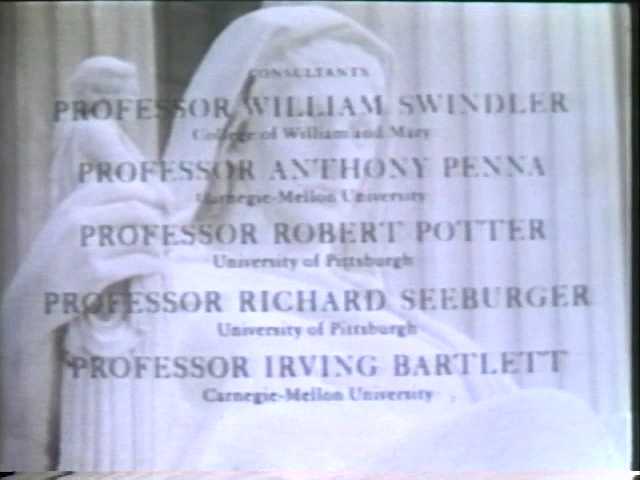 CONSULTANTS
PROFESSOR WILLIAM SWINDLER
College of William and Mary
PROFESSOR ANTHONY PENNA
Carnegie-Mellon University
PROFESSOR ROBERT POTTER
University of Pittsburgh
PROFESSOR RICHARD SEEBURGER
University of Pittsburgh
PROFESSOR IRVING BARTLETT
Carnegie-Mellon University